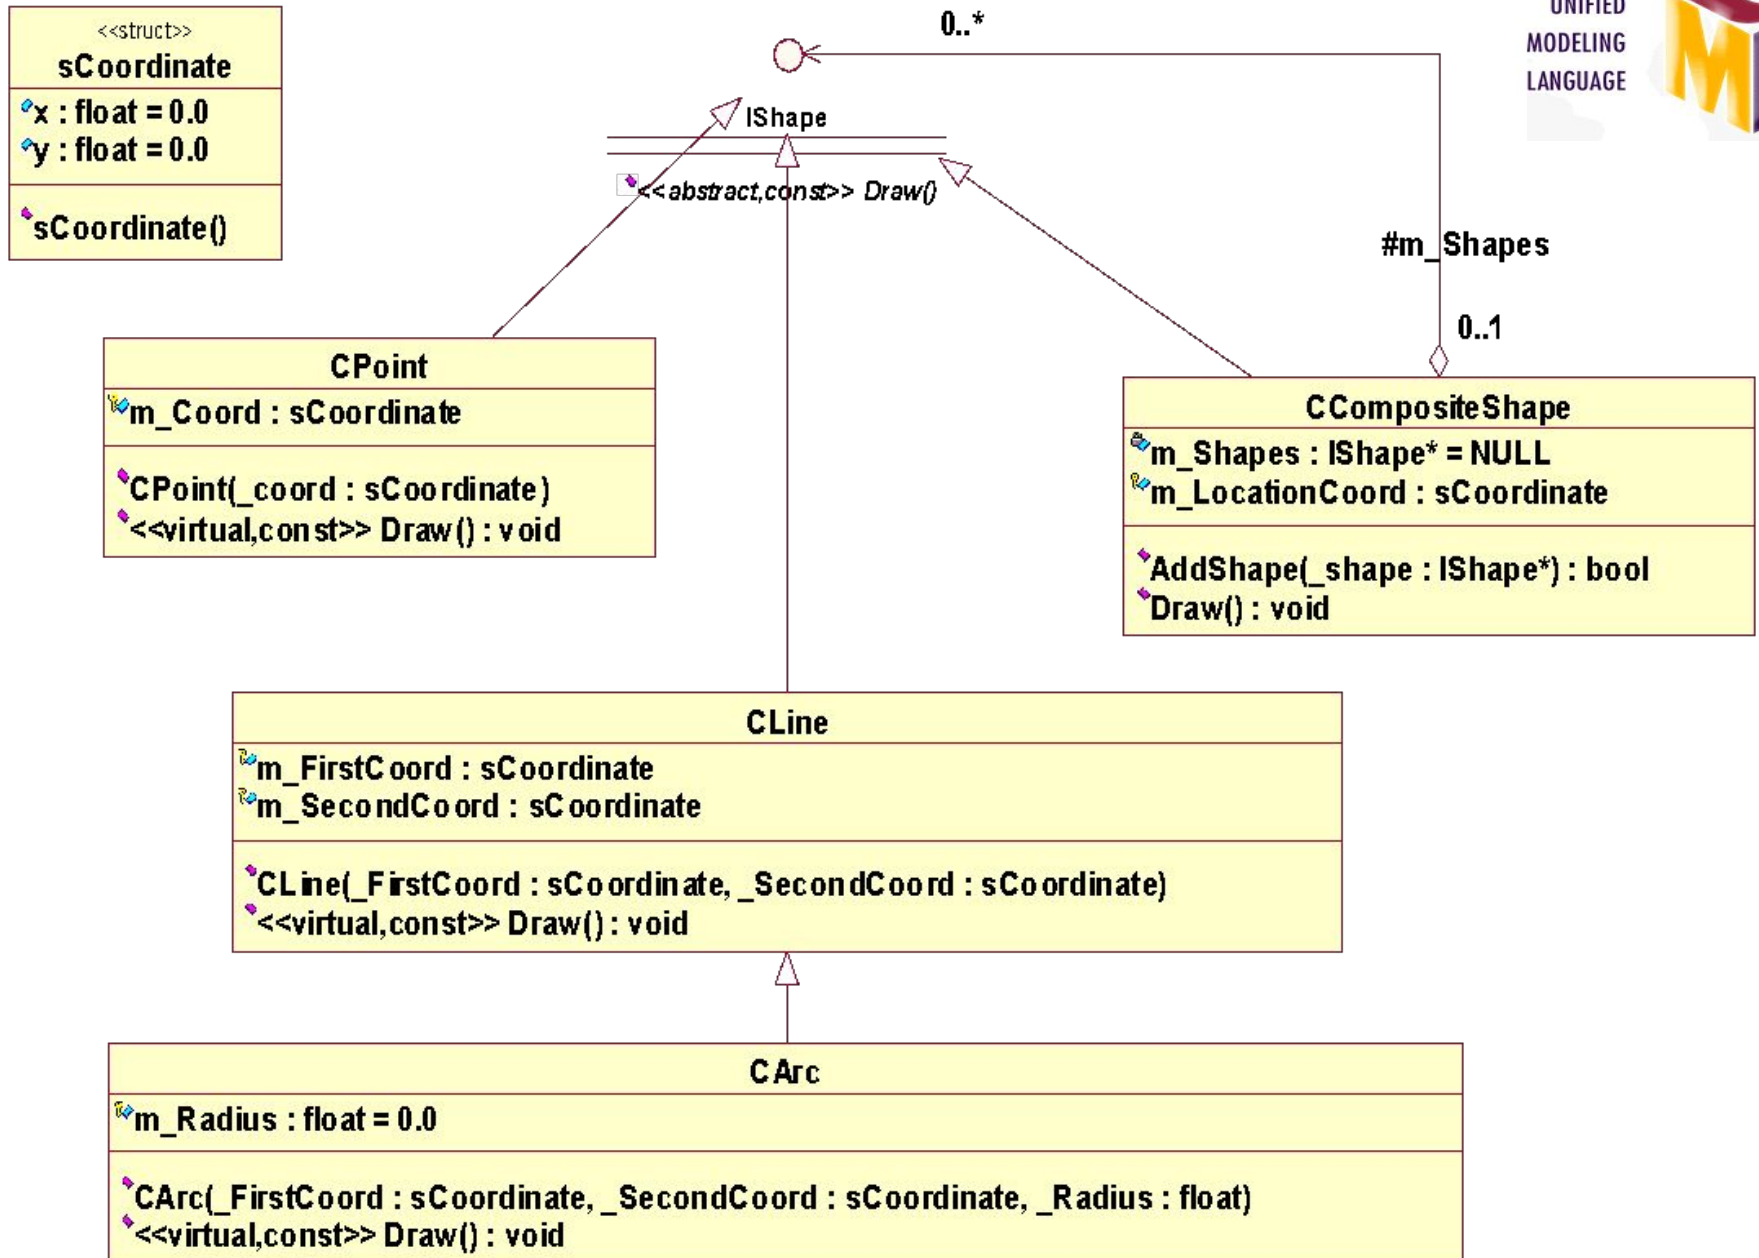 <<struct>>
sCoordinate
x : float = 0.0
y : float = 0.0
sCoordinate()
0..*
UNIFIED
MODELING
LANGUAGE
IShape
<<abstract,const>> Draw()
#m_Shapes
0..1
CPoint
m_Coord : sCoordinate
CPoint(_coord : sCoordinate)
<<virtual,const>> Draw() : void
CCompositeShape
m_Shapes : IShape* = NULL
m_LocationCoord : sCoordinate
AddShape(_shape : IShape*) : bool
Draw() : void
CLine
m_FirstCoord : sCoordinate
m_SecondCoord : sCoordinate
CLine(_FirstCoord : sCoordinate, _SecondCoord : sCoordinate)
<<virtual,const>> Draw() : void
CArc
m_Radius : float = 0.0
CArc(_FirstCoord : sCoordinate, _SecondCoord : sCoordinate, _Radius : float)
<<virtual,const>> Draw() : void